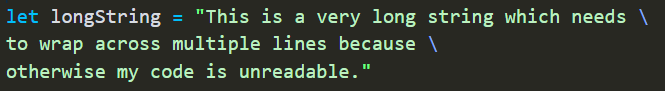 let longString = "This is a very long string which needs \
to wrap across multiple lines because \
otherwise my code is unreadable."